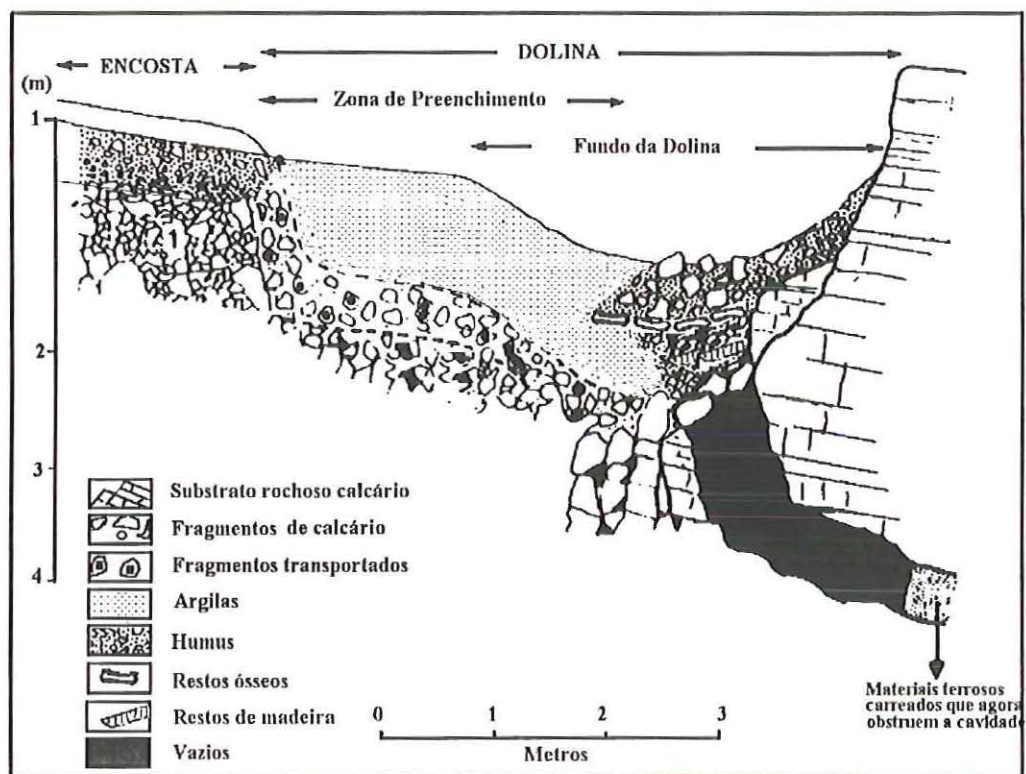 DOLINA
ENCOSTA
(m)
Zona de Preenchimento
1
Fundo da Dolina
1
2
3
4
Substrato rochoso calcário
Fragmentos de calcário
Fragmentos transportados
Argilas
Humus
Restos ósseos
Restos de madeira
Vazios
0 1 2 3
Metros
Materiais terrosos
carreados que agora
obstruem a cavidade